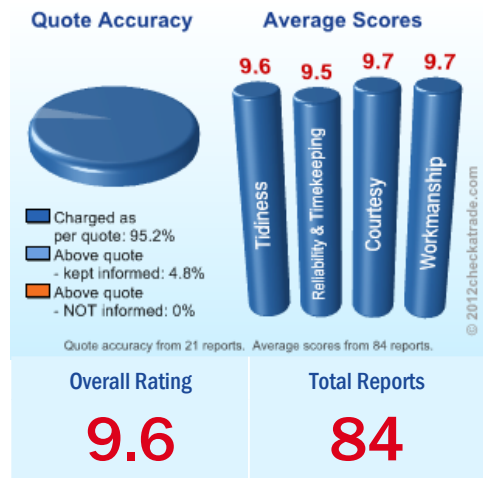 Quote Accuracy
Average Scores
9.6
9.5
9.7
9.7
Tidiness
Reliability & Timekeeping
Courtesy
Workmanship
Charged as
per quote: 95.2%
Above quote
- kept informed: 4.8%
Above quote
- NOT informed: 0%
© 2012checkatrade.com
Quote accuracy from 21 reports. Average scores from 84 reports.
Overall Rating
Total Reports
9.6
84